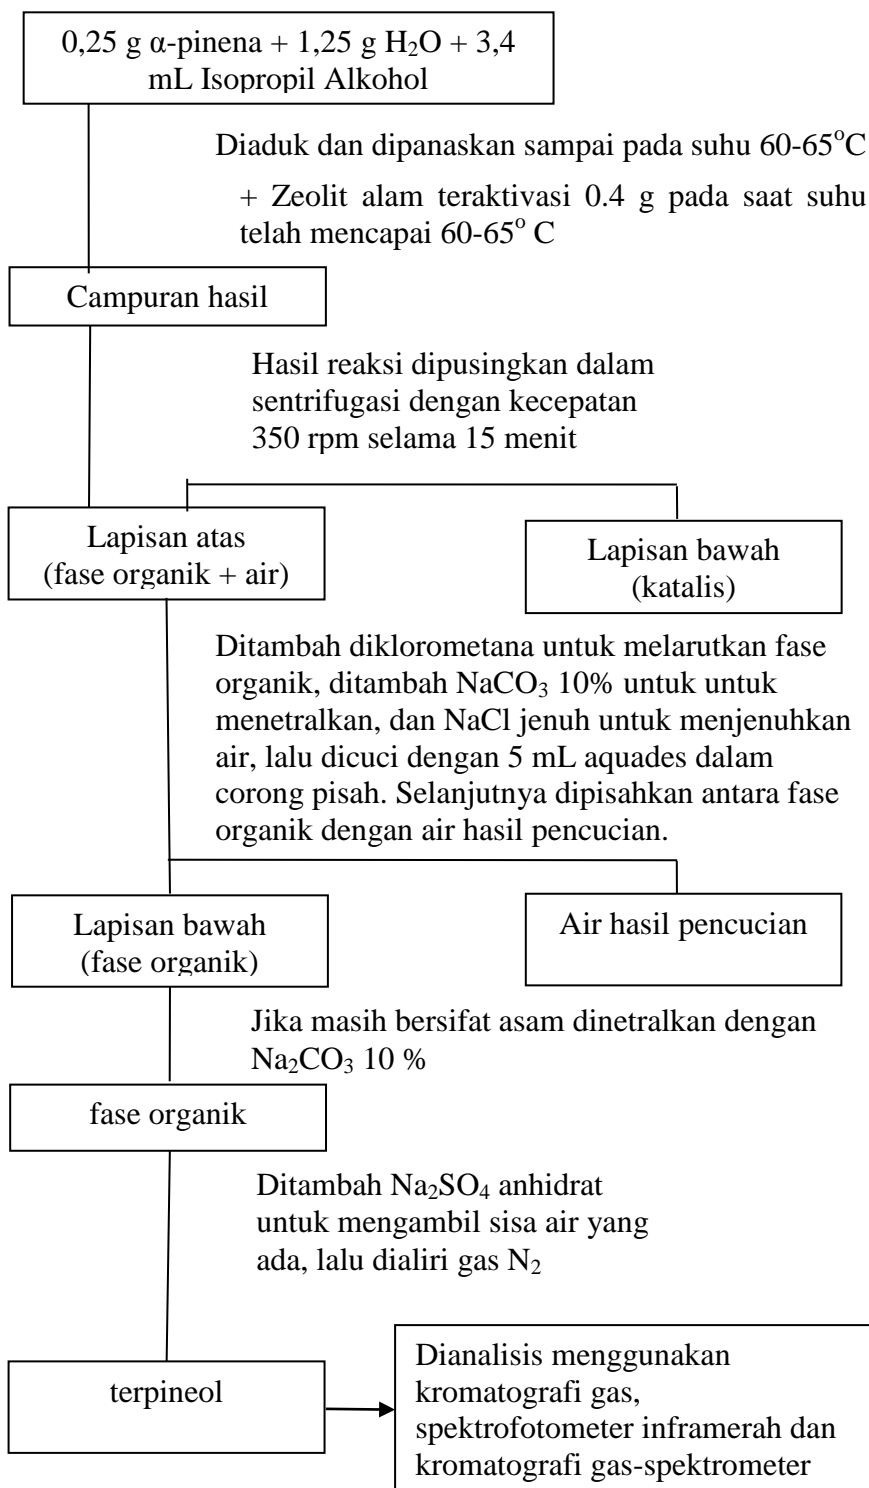 0,25 g α-pinena + 1,25 g H₂O + 3,4
mL Isopropil Alkohol
Diaduk dan dipanaskan sampai pada suhu 60-65°C
+ Zeolit alam teraktivasi 0.4 g pada saat suhu
telah mencapai 60-65° C
Campuran hasil
Hasil reaksi dipusingkan dalam
sentrifugasi dengan kecepatan
350 rpm selama 15 menit
Lapisan atas
(fase organik + air)
Lapisan bawah
(katalis)
Ditambah diklorometana untuk melarutkan fase
organik, ditambah NaCO₃ 10% untuk untuk
menetralkan, dan NaCl jenuh untuk menjenuhkan
air, lalu dicuci dengan 5 mL aquades dalam
corong pisah. Selanjutnya dipisahkan antara fase
organik dengan air hasil pencucian.
Lapisan bawah
(fase organik)
Air hasil pencucian
Jika masih bersifat asam dinetralkan dengan
Na₂CO₃ 10 %
fase organik
Ditambah Na₂SO₄ anhidrat
untuk mengambil sisa air yang
ada, lalu dialiri gas N₂
terpineol
Dianalisis menggunakan
kromatografi gas,
spektrofotometer inframerah dan
kromatografi gas-spektrometer